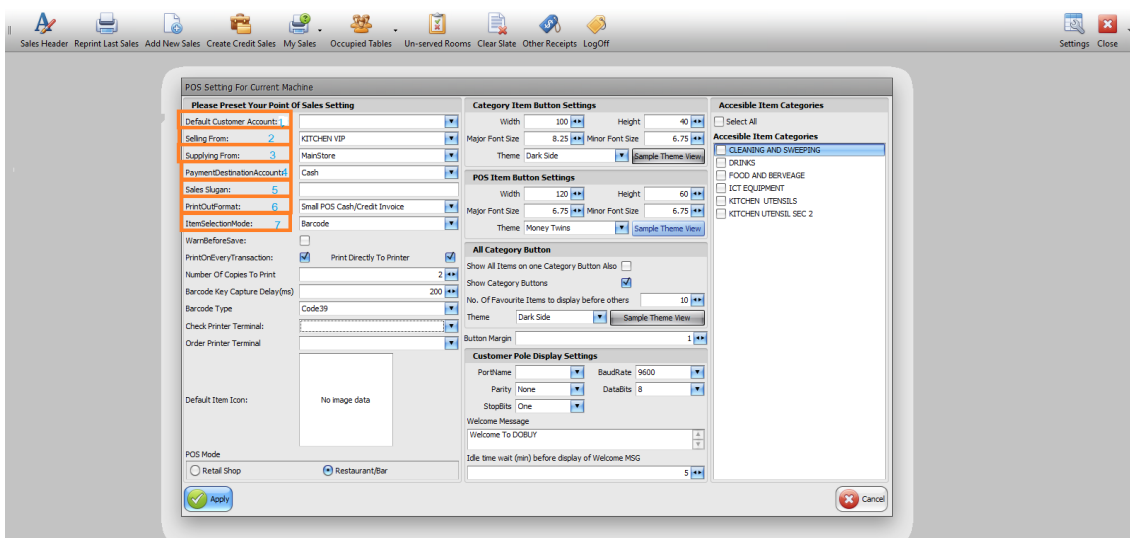 Sales Header Reprint Last Sales Add New Sales Create Credit Sales My Sales Occupied Tables Un-served Rooms Clear Slate Other Receipts LogOff Settings Close
POS Setting For Current Machine
Please Preset Your Point Of Sales Setting
Default Customer Account: 1
Selling From: 2 KITCHEN VIP
Supplying From: 3 MainStore
PaymentDestinationAccount: 4 Cash
Sales Slugan: 5
PrintOutFormat: 6 Small POS Cash/Credit Invoice
ItemSelectionMode: 7 Barcode
WarnBeforeSave:
PrintOnEveryTransaction: Print Directly To Printer
Number Of Copies To Print 2
Barcode Key Capture Delay(ms) 200
Barcode Type Code39
Check Printer Terminal:
Order Printer Terminal
Default Item Icon: No image data
POS Mode
Retail Shop Restaurant/Bar
Apply
Category Item Button Settings
Width 100 Height 40
Major Font Size 8.25 Minor Font Size 6.75
Theme Dark Side Sample Theme View
POS Item Button Settings
Width 120 Height 60
Major Font Size 6.75 Minor Font Size 6.75
Theme Money Twins Sample Theme View
All Category Button
Show All Items on one Category Button Also
Show Category Buttons
No. Of Favourite Items to display before others 10
Theme Dark Side Sample Theme View
Button Margin 1
Customer Pole Display Settings
PortName BaudRate 9600
Parity None DataBits 8
StopBits One
Welcome Message
Welcome To DOBUY
Idle time wait (min) before display of Welcome MSG
5
Accesible Item Categories
Select All
Accesible Item Categories
CLEANING AND SWEEPING
DRINKS
FOOD AND BERVEAGE
ICT EQUIPMENT
KITCHEN UTENSILS
KITCHEN UTENSIL SEC 2
Cancel